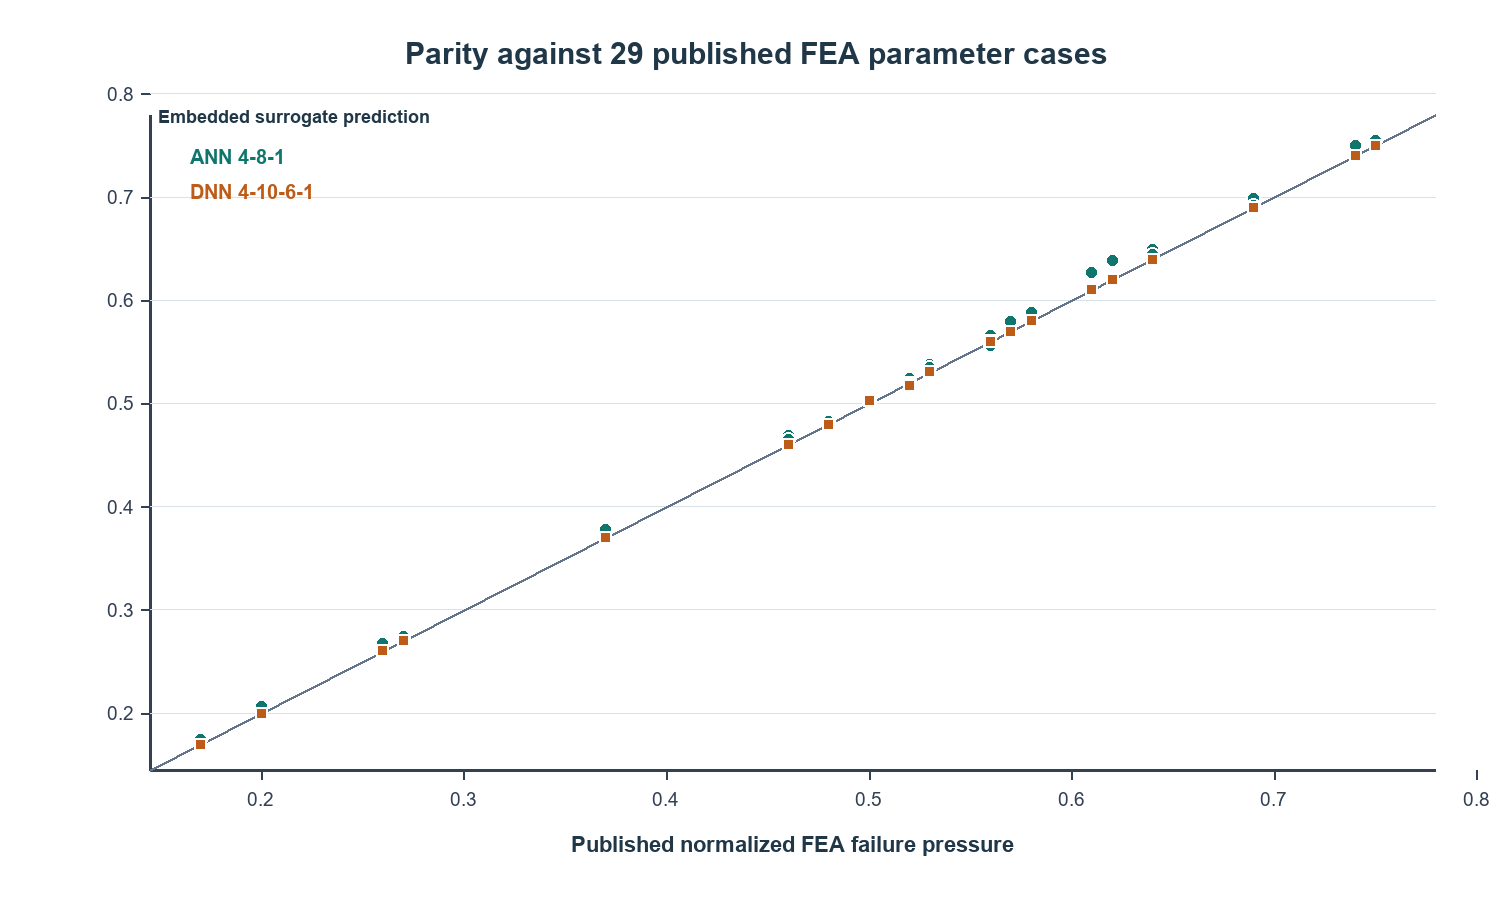 Parity against 29 published FEA parameter cases
0.8
Embedded surrogate prediction
ANN 4-8-1
DNN 4-10-6-1
0.7
0.6
0.5
0.4
0.3
0.2
0.2 0.3 0.4 0.5 0.6 0.7 0.8
Published normalized FEA failure pressure